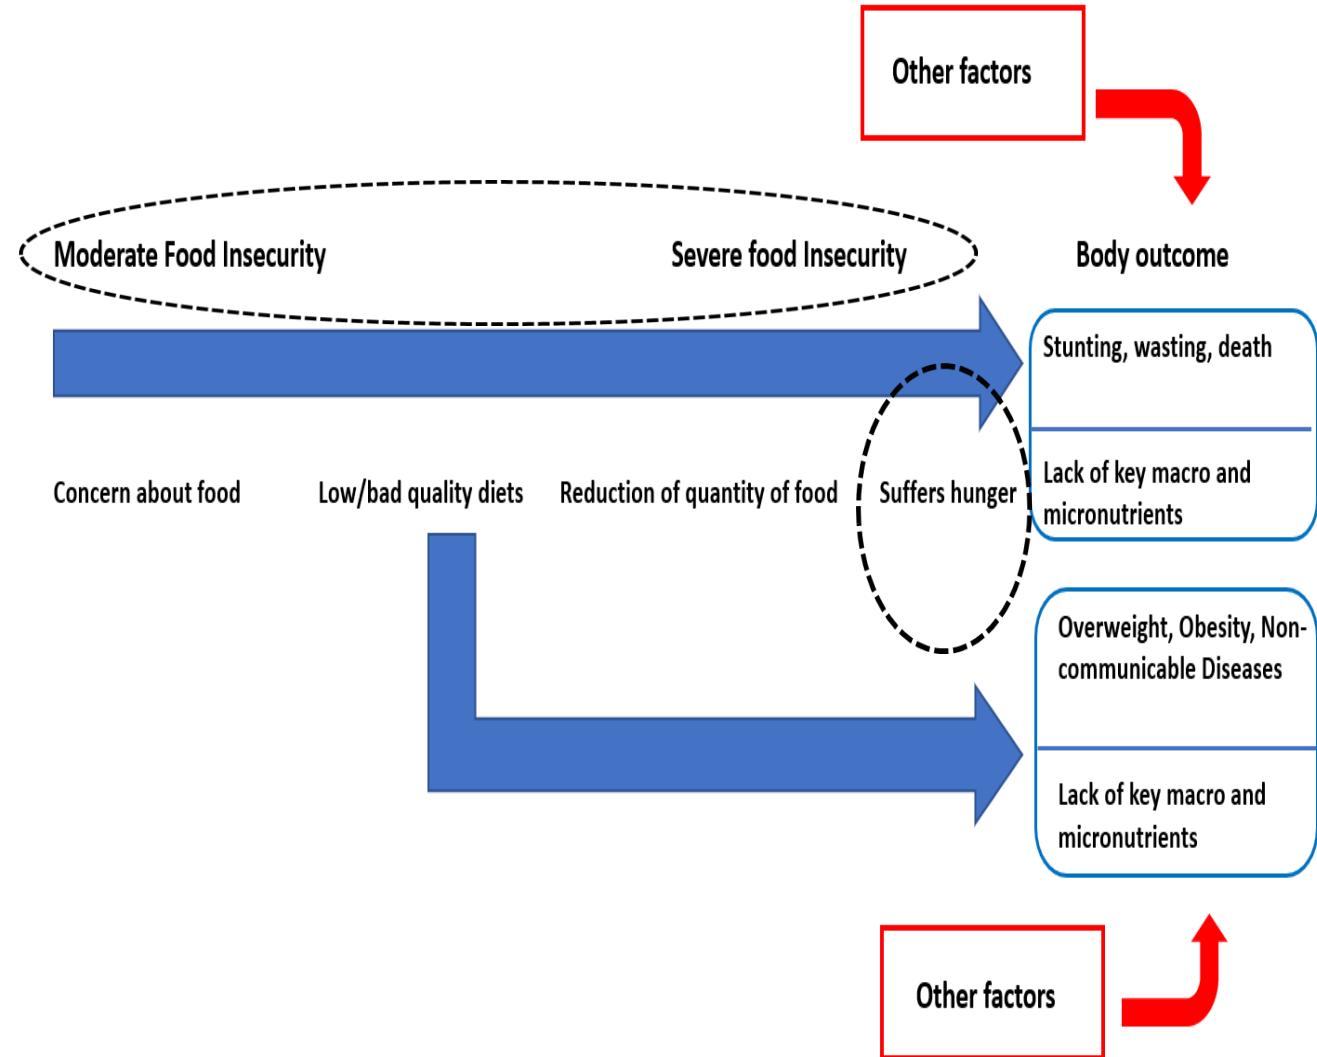 Other factors
Moderate Food Insecurity
Severe food Insecurity
Body outcome
Stunting, wasting, death
Concern about food
Low/bad quality diets
Reduction of quantity of food
Suffers hunger
Lack of key macro and
micronutrients
Overweight, Obesity, Non-
communicable Diseases
Lack of key macro and
micronutrients
Other factors